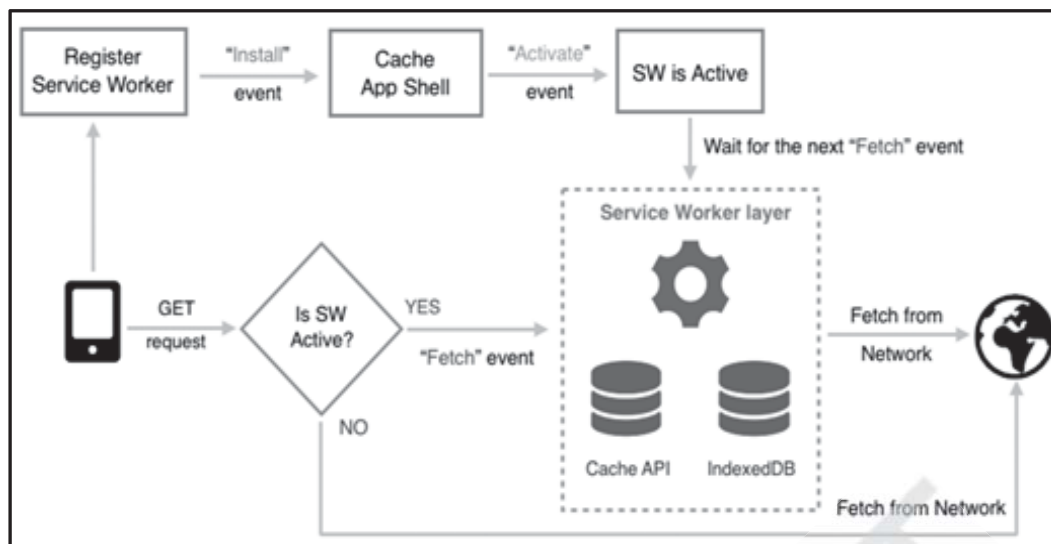 Register
Service Worker
“Install”
event
Cache
App Shell
“Activate”
event
SW is Active
Wait for the next “Fetch” event
Service Worker layer
GET
request
Is SW
Active?
YES
“Fetch” event
NO
Cache API
IndexedDB
Fetch from
Network
Fetch from Network